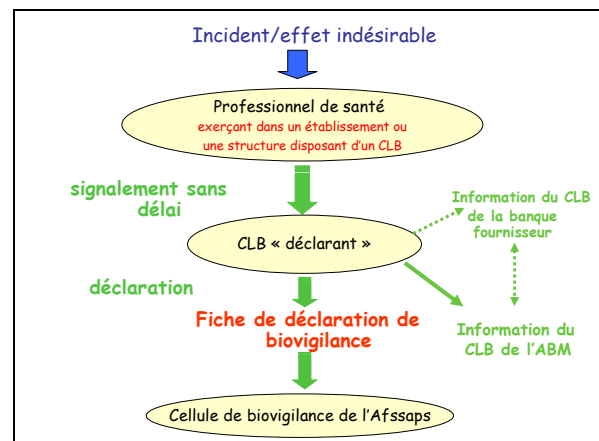 Incident/effet indésirable
Professionnel de santé
exerçant dans un établissement ou
une structure disposant d'un CLB
signalement sans
délai
Information du CLB
de la banque
fournisseur
CLB « déclarant »
déclaration
Fiche de déclaration de
biovigilance
Information du
CLB de l'ABM
Cellule de biovigilance de l'Afssaps